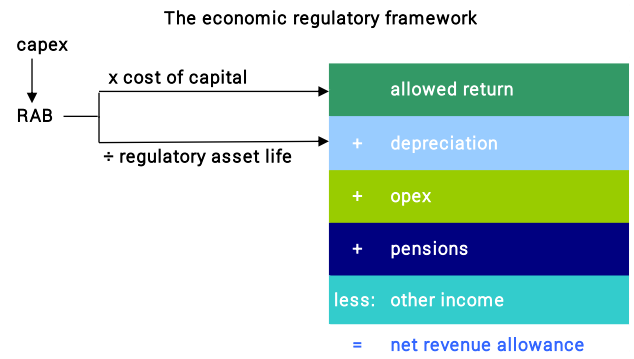 The economic regulatory framework
capex
x cost of capital
RAB
÷ regulatory asset life
allowed return
+ depreciation
+ opex
+ pensions
less: other income
= net revenue allowance